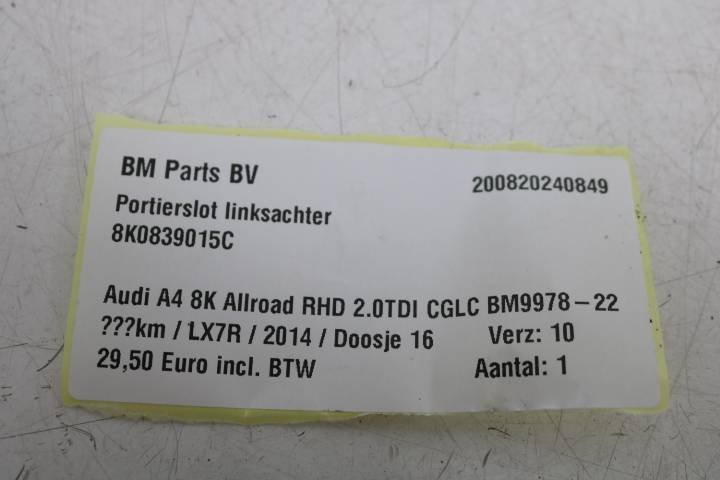 BM Parts BV 200820240849
Portierslot linksachter
8K0839015C
Audi A4 8K Allroad RHD 2.0TDI CGLC BM9978-22
???km / LX7R / 2014 / Doosje 16 Verz: 10
29,50 Euro incl. BTW Aantal: 1